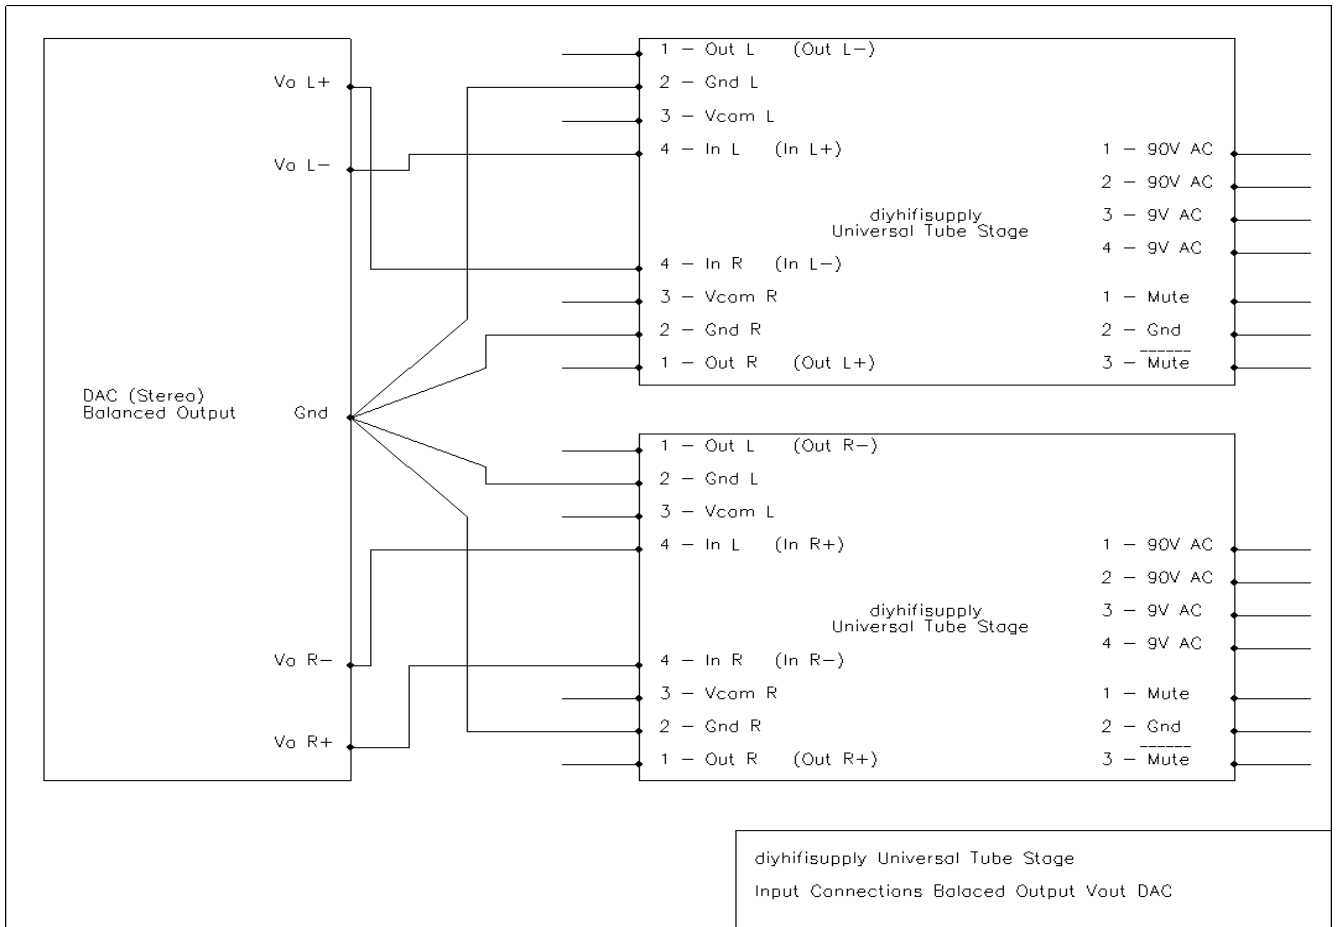 Vo L+
Vo L−
DAC (Stereo)
Balanced Output
Gnd
Vo R−
Vo R+
1 − Out L (Out L−)
2 − Gnd L
3 − Vcom L
4 − In L (In L+)
1 − 90V AC
2 − 90V AC
3 − 9V AC
4 − 9V AC
diyhifisupply
Universal Tube Stage
4 − In R (In L−)
3 − Vcom R
2 − Gnd R
1 − Out R (Out L+)
1 − Mute
2 − Gnd
3 − Mute
1 − Out L (Out R−)
2 − Gnd L
3 − Vcom L
4 − In L (In R+)
1 − 90V AC
2 − 90V AC
3 − 9V AC
4 − 9V AC
diyhifisupply
Universal Tube Stage
4 − In R (In R−)
3 − Vcom R
2 − Gnd R
1 − Out R (Out R+)
1 − Mute
2 − Gnd
3 − Mute
diyhifisupply Universal Tube Stage
Input Connections Balaced Output Vout DAC